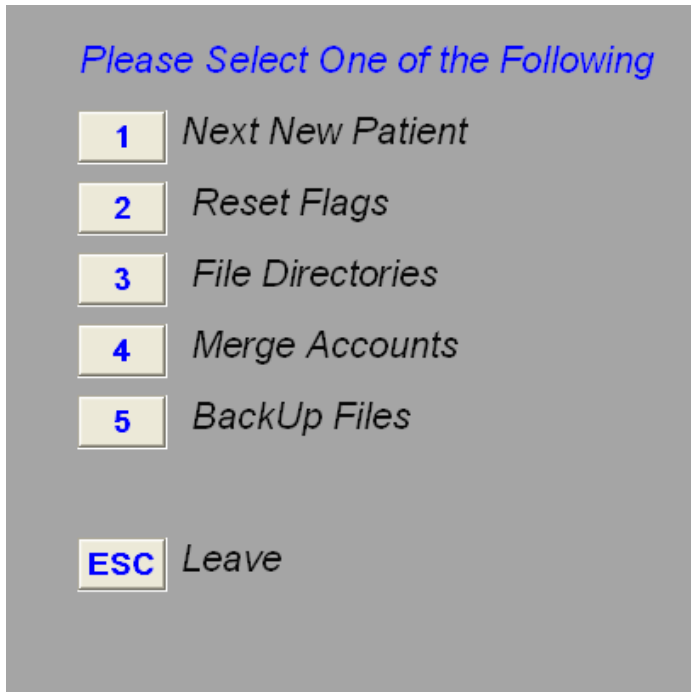 Please Select One of the Following
1 Next New Patient
2 Reset Flags
3 File Directories
4 Merge Accounts
5 BackUp Files
ESC Leave